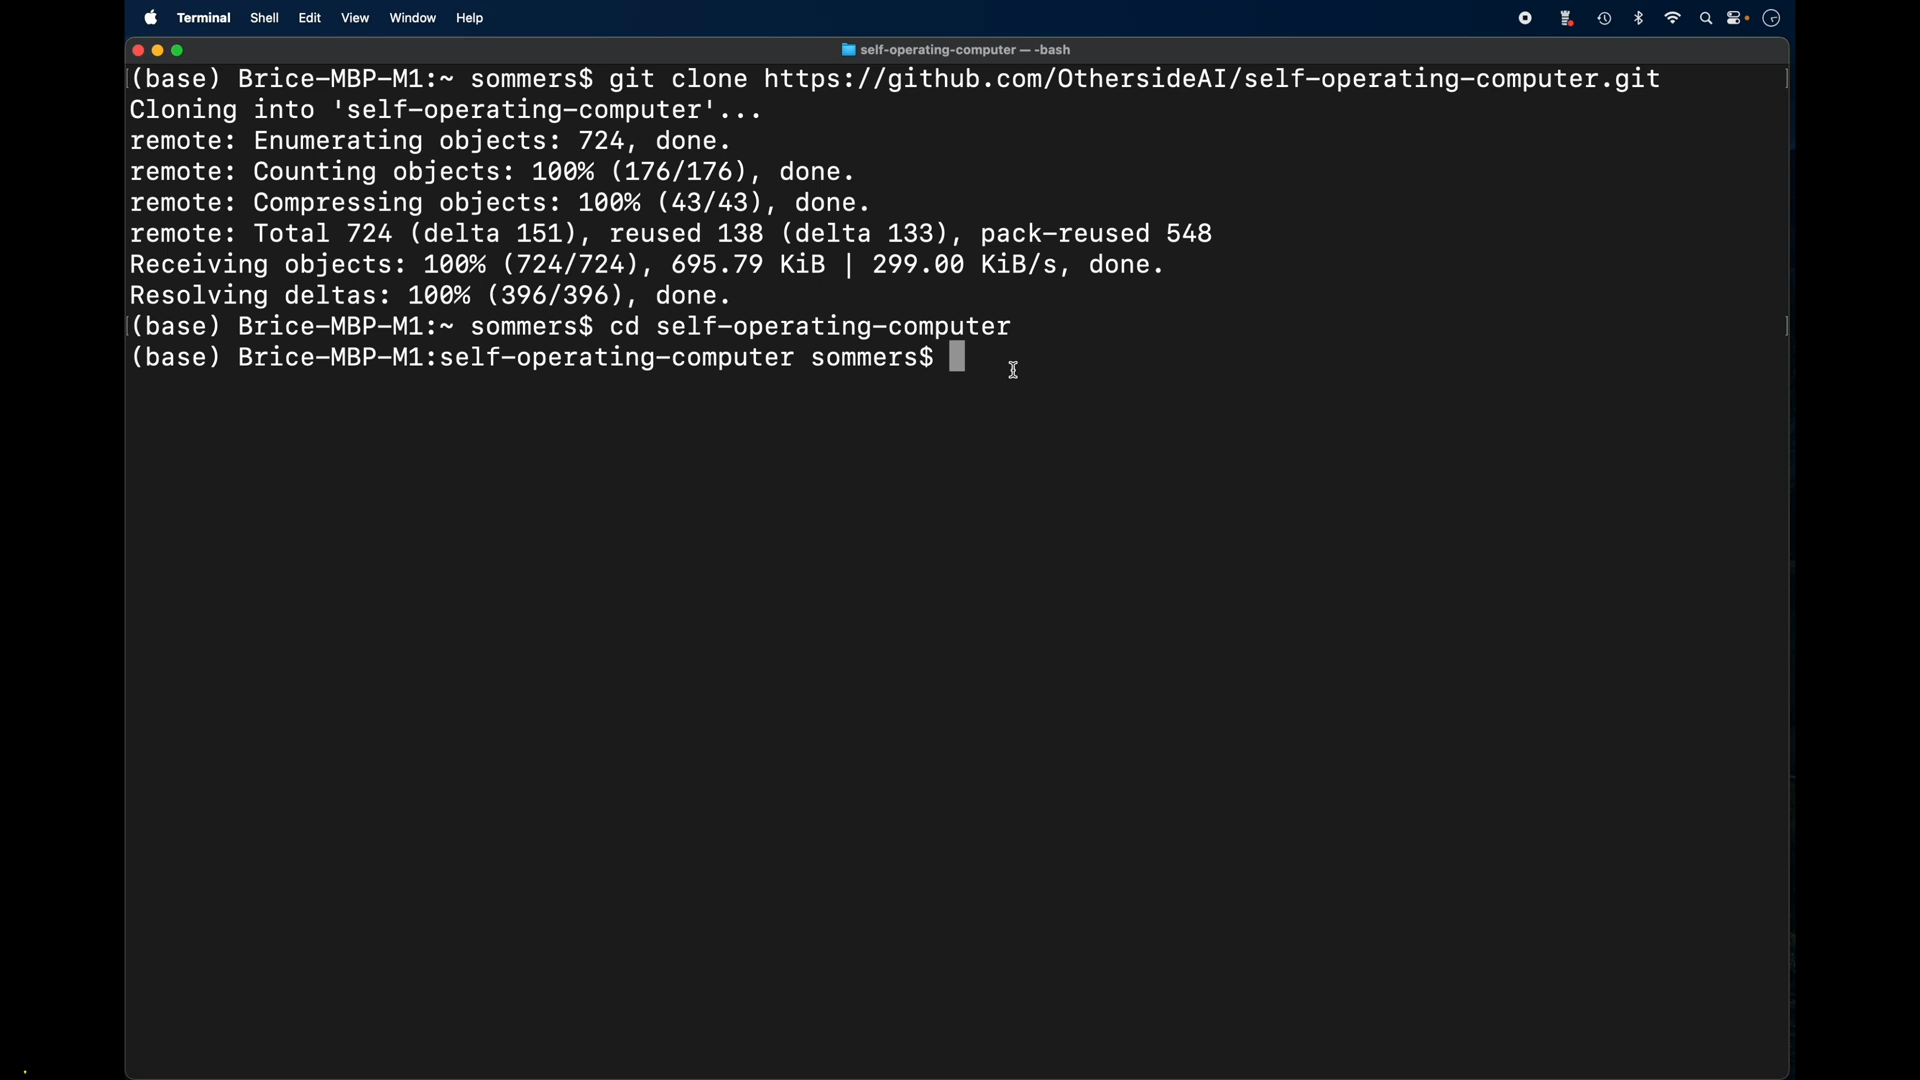 Terminal Shell Edit View Window Help
self-operating-computer — -bash
(base) Brice-MBP-M1:~ sommers$ git clone https://github.com/OthersideAI/self-operating-computer.git
Cloning into 'self-operating-computer'...
remote: Enumerating objects: 724, done.
remote: Counting objects: 100% (176/176), done.
remote: Compressing objects: 100% (43/43), done.
remote: Total 724 (delta 151), reused 138 (delta 133), pack-reused 548
Receiving objects: 100% (724/724), 695.79 KiB | 299.00 KiB/s, done.
Resolving deltas: 100% (396/396), done.
(base) Brice-MBP-M1:~ sommers$ cd self-operating-computer
(base) Brice-MBP-M1:self-operating-computer sommers$